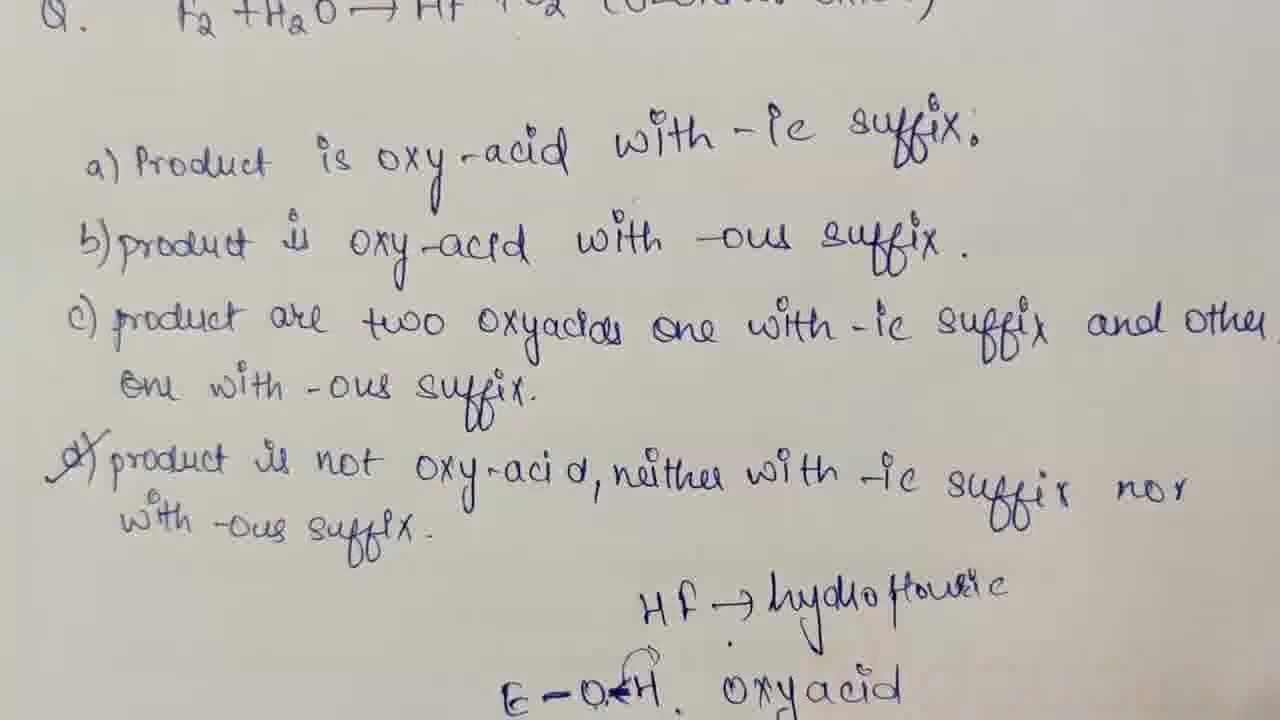 Q. F2 + H2O → HF + O2
a) Product is oxy-acid with -ic suffix.
b) product is oxy-acid with -ous suffix.
c) product are two oxyacids one with -ic suffix and other
one with -ous suffix.
d) product is not oxy-acid, neither with -ic suffix nor
with -ous suffix.
HF → hydroflouric
E-O-H. oxyacid